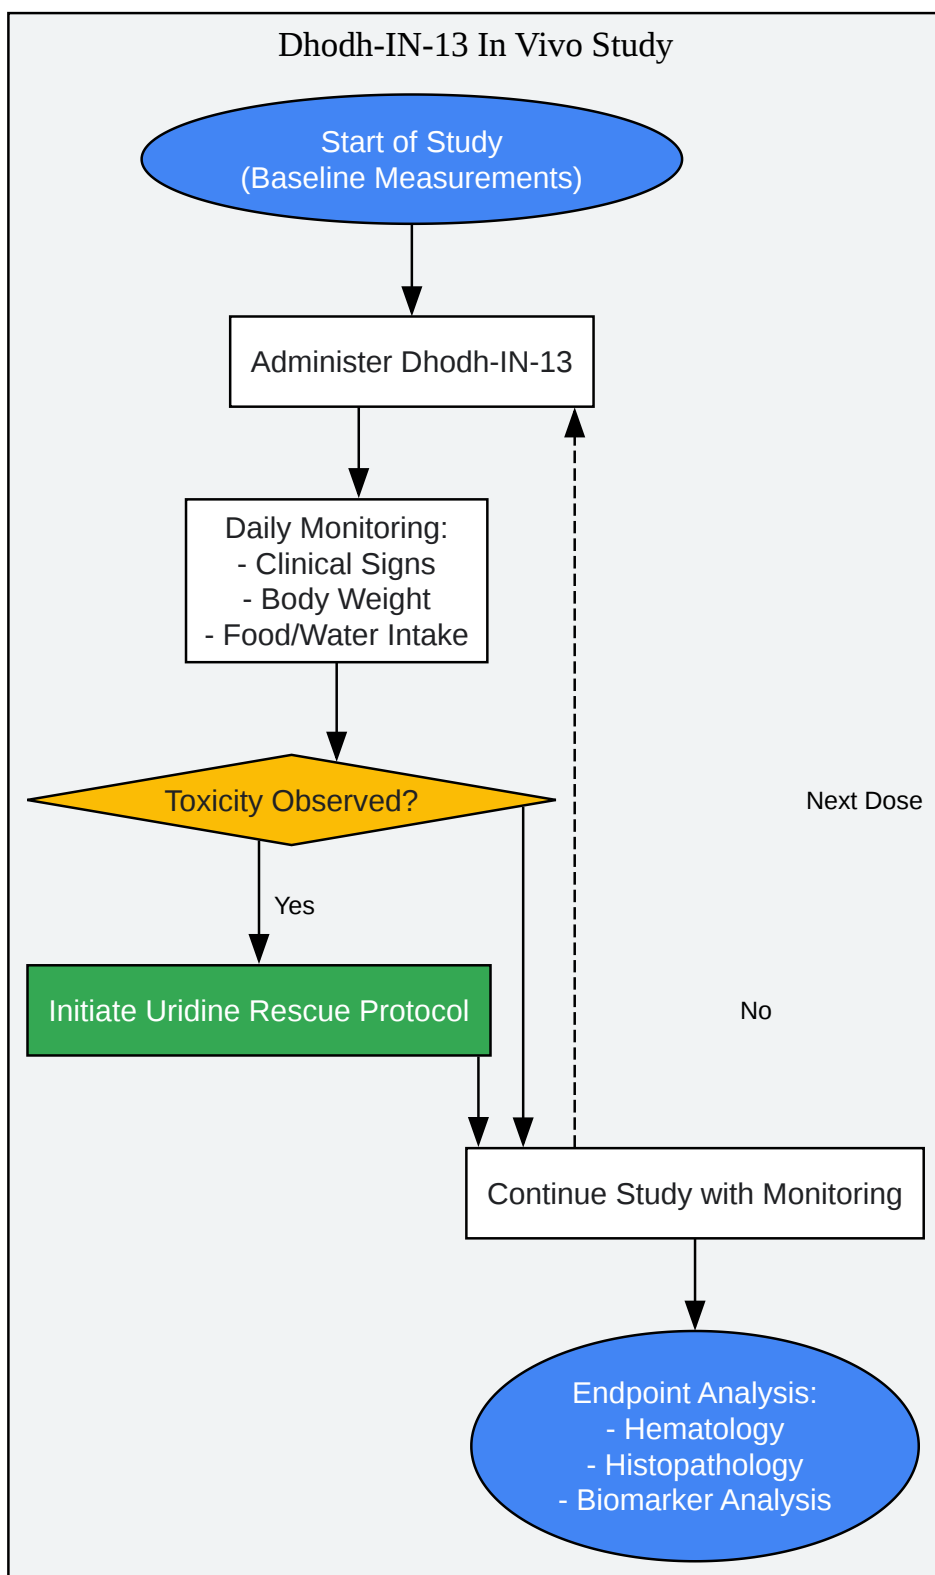 Dhodh-IN-13 In Vivo Study
Start of Study
(Baseline Measurements)
Administer Dhodh-IN-13
Daily Monitoring:
- Clinical Signs
- Body Weight
- Food/Water Intake
Toxicity Observed?
Next Dose
Yes
Initiate Uridine Rescue Protocol
No
Continue Study with Monitoring
Endpoint Analysis:
- Hematology
- Histopathology
- Biomarker Analysis